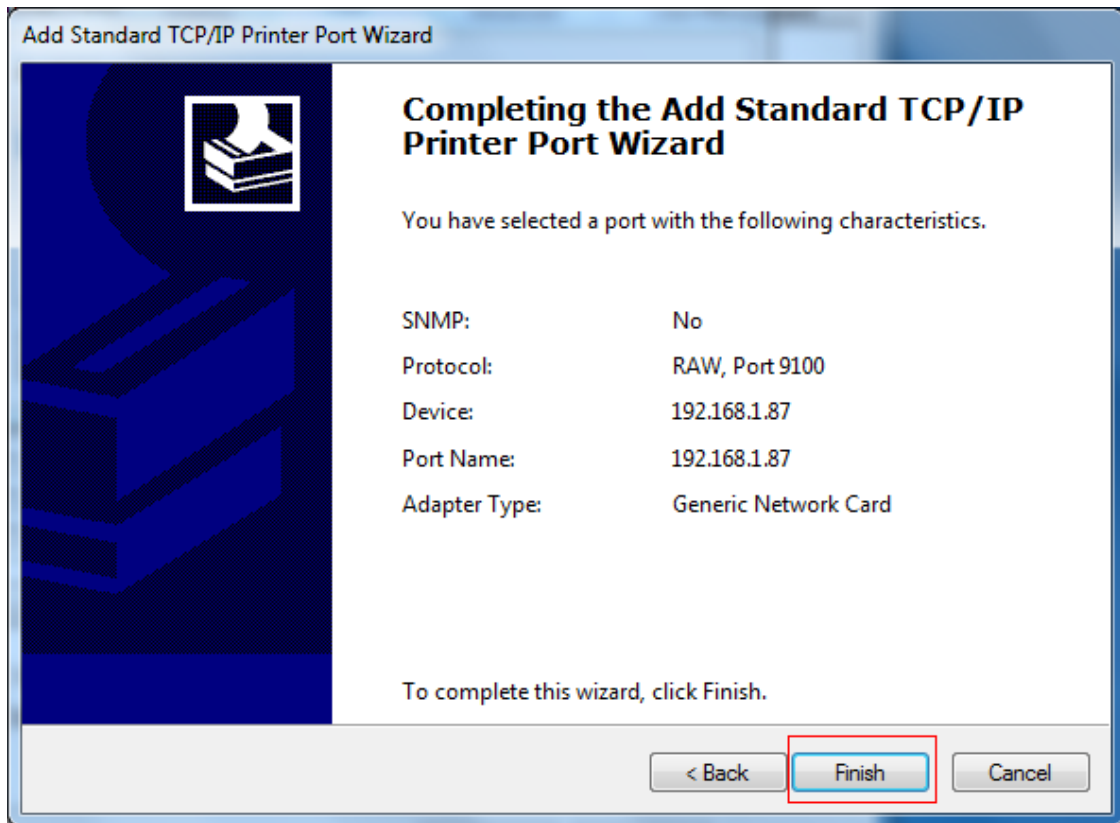 Add Standard TCP/IP Printer Port Wizard
Completing the Add Standard TCP/IP
Printer Port Wizard
You have selected a port with the following characteristics.
SNMP: No
Protocol: RAW, Port 9100
Device: 192.168.1.87
Port Name: 192.168.1.87
Adapter Type: Generic Network Card
To complete this wizard, click Finish.
< Back Finish Cancel